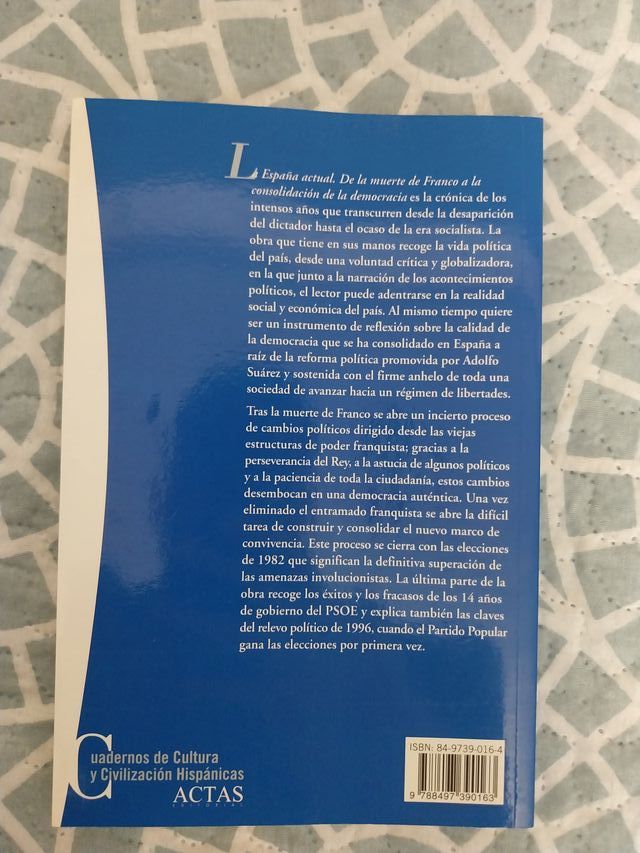 La España actual. De la muerte de Franco a la
consolidación de la democracia es la crónica de los
intensos años que transcurren desde la desaparición
del dictador hasta el ocaso de la era socialista. La
obra que tiene en sus manos recoge la vida política
del país, desde una voluntad crítica y globalizadora,
en la que junto a la narración de los acontecimientos
políticos, el lector puede adentrarse en la realidad
social y económica del país. Al mismo tiempo quiere
ser un instrumento de reflexión sobre la calidad de
la democracia que se ha consolidado en España a
raíz de la reforma política promovida por Adolfo
Suárez y sostenida con el firme anhelo de toda una
sociedad de avanzar hacia un régimen de libertades.
Tras la muerte de Franco se abre un incierto proceso
de cambios políticos dirigido desde las viejas
estructuras de poder franquista; gracias a la
perseverancia del Rey, a la astucia de algunos políticos
y a la paciencia de toda la ciudadanía, estos cambios
desembocan en una democracia auténtica. Una vez
eliminado el entramado franquista se abre la difícil
tarea de construir y consolidar el nuevo marco de
convivencia. Este proceso se cierra con las elecciones
de 1982 que significan la definitiva superación de
las amenazas involucionistas. La última parte de la
obra recoge los éxitos y los fracasos de los 14 años
de gobierno del PSOE y explica también las claves
del relevo político de 1996, cuando el Partido Popular
gana las elecciones por primera vez.
Cuadernos de Cultura
y Civilización Hispánicas
ACTAS
EDITORIAL
ISBN: 84-9739-016-4
9 788497 390163